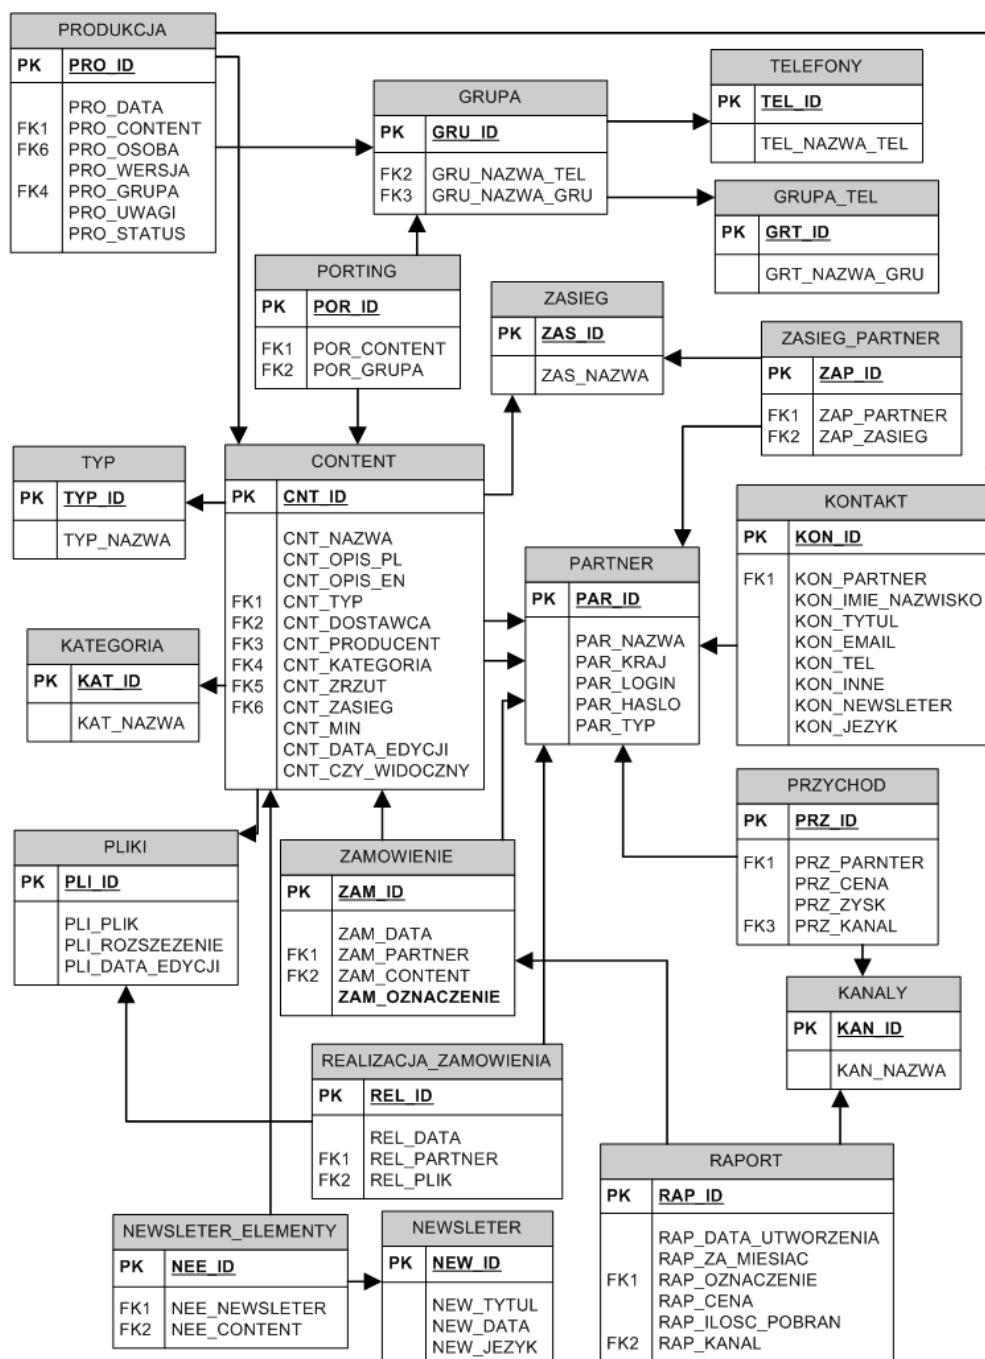 PRODUKCJA
PK PRO_ID
PRO_DATA
FK1 PRO_CONTENT
FK6 PRO_OSOBA
PRO_WERSJA
FK4 PRO_GRUPA
PRO_UWAGI
PRO_STATUS
GRUPA
PK GRU_ID
FK2 GRU_NAZWA_TEL
FK3 GRU_NAZWA_GRU
TELEFONY
PK TEL_ID
TEL_NAZWA_TEL
GRUPA_TEL
PK GRT_ID
GRT_NAZWA_GRU
PORTING
PK POR_ID
FK1 POR_CONTENT
FK2 POR_GRUPA
ZASIEG
PK ZAS_ID
ZAS_NAZWA
ZASIEG_PARTNER
PK ZAP_ID
FK1 ZAP_PARTNER
FK2 ZAP_ZASIEG
TYP
PK TYP_ID
TYP_NAZWA
CONTENT
PK CNT_ID
CNT_NAZWA
CNT_OPIS_PL
CNT_OPIS_EN
FK1 CNT_TYP
FK2 CNT_DOSTAWCA
FK3 CNT_PRODUCENT
FK4 CNT_KATEGORIA
FK5 CNT_ZRZUT
FK6 CNT_ZASIEG
CNT_MIN
CNT_DATA_EDYCJI
CNT_CZY_WIDOCZNY
KATEGORIA
PK KAT_ID
KAT_NAZWA
PARTNER
PK PAR_ID
PAR_NAZWA
PAR_KRAJ
PAR_LOGIN
PAR_HASLO
PAR_TYP
KONTAKT
PK KON_ID
FK1 KON_PARTNER
KON_IMIE_NAZWISKO
KON_TYTUL
KON_EMAIL
KON_TEL
KON_INNE
KON_NEWSLETER
KON_JEZYK
PRZYCHOD
PK PRZ_ID
FK1 PRZ_PARNTER
PRZ_CENA
PRZ_ZYSK
FK3 PRZ_KANAL
PLIKI
PK PLI_ID
PLI_PLIK
PLI_ROZSZEZENIE
PLI_DATA_EDYCJI
ZAMOWIENIE
PK ZAM_ID
ZAM_DATA
FK1 ZAM_PARTNER
FK2 ZAM_CONTENT
ZAM_OZNACZENIE
KANALY
PK KAN_ID
KAN_NAZWA
REALIZACJA_ZAMOWIENIA
PK REL_ID
REL_DATA
FK1 REL_PARTNER
FK2 REL_PLIK
RAPORT
PK RAP_ID
RAP_DATA_UTWORZENIA
RAP_ZA_MIESIAC
FK1 RAP_OZNACZENIE
RAP_CENA
RAP_ILOSC_POBRAN
FK2 RAP_KANAL
NEWSLETER_ELEMENTY
PK NEE_ID
FK1 NEE_NEWSLETER
FK2 NEE_CONTENT
NEWSLETER
PK NEW_ID
NEW_TYTUL
NEW_DATA
NEW_JEZYK